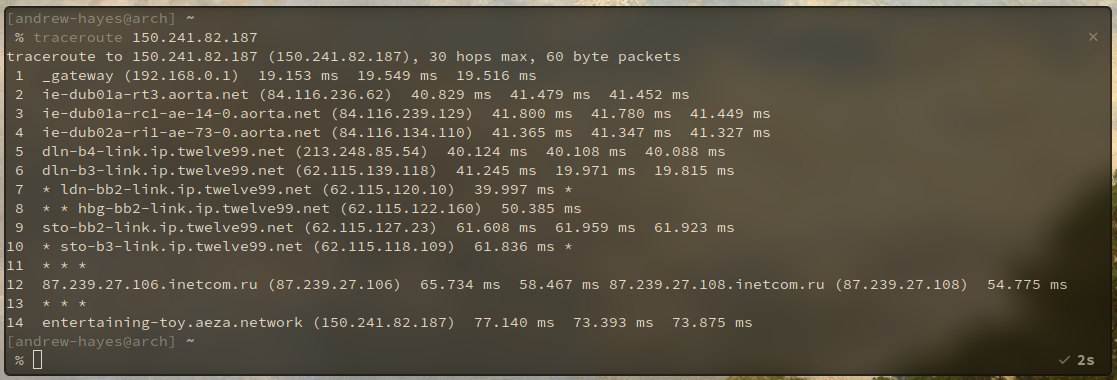 [andrew-hayes@arch] ~
% traceroute 150.241.82.187 ×
traceroute to 150.241.82.187 (150.241.82.187), 30 hops max, 60 byte packets
 1  _gateway (192.168.0.1)  19.153 ms  19.549 ms  19.516 ms
 2  ie-dub01a-rt3.aorta.net (84.116.236.62)  40.829 ms  41.479 ms  41.452 ms
 3  ie-dub01a-rc1-ae-14-0.aorta.net (84.116.239.129)  41.800 ms  41.780 ms  41.449 ms
 4  ie-dub02a-ri1-ae-73-0.aorta.net (84.116.134.110)  41.365 ms  41.347 ms  41.327 ms
 5  dln-b4-link.ip.twelve99.net (213.248.85.54)  40.124 ms  40.108 ms  40.088 ms
 6  dln-b3-link.ip.twelve99.net (62.115.139.118)  41.245 ms  19.971 ms  19.815 ms
 7  * ldn-bb2-link.ip.twelve99.net (62.115.120.10)  39.997 ms *
 8  * * hbg-bb2-link.ip.twelve99.net (62.115.122.160)  50.385 ms
 9  sto-bb2-link.ip.twelve99.net (62.115.127.23)  61.608 ms  61.959 ms  61.923 ms
10  * sto-b3-link.ip.twelve99.net (62.115.118.109)  61.836 ms *
11  * * *
12  87.239.27.106.inetcom.ru (87.239.27.106)  65.734 ms  58.467 ms 87.239.27.108.inetcom.ru (87.239.27.108)  54.775 ms
13  * * *
14  entertaining-toy.aeza.network (150.241.82.187)  77.140 ms  73.393 ms  73.875 ms
[andrew-hayes@arch] ~
% ✓ 2s